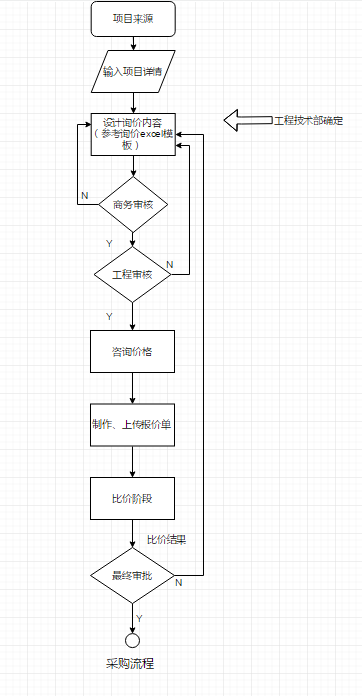 项目来源
输入项目详情
设计询价内容
（参考询价excel模
板）
工程技术部确定
N
商务审核
Y
N
工程审核
Y
咨询价格
制作、上传报价单
比价阶段
比价结果
最终审批
N
Y
采购流程